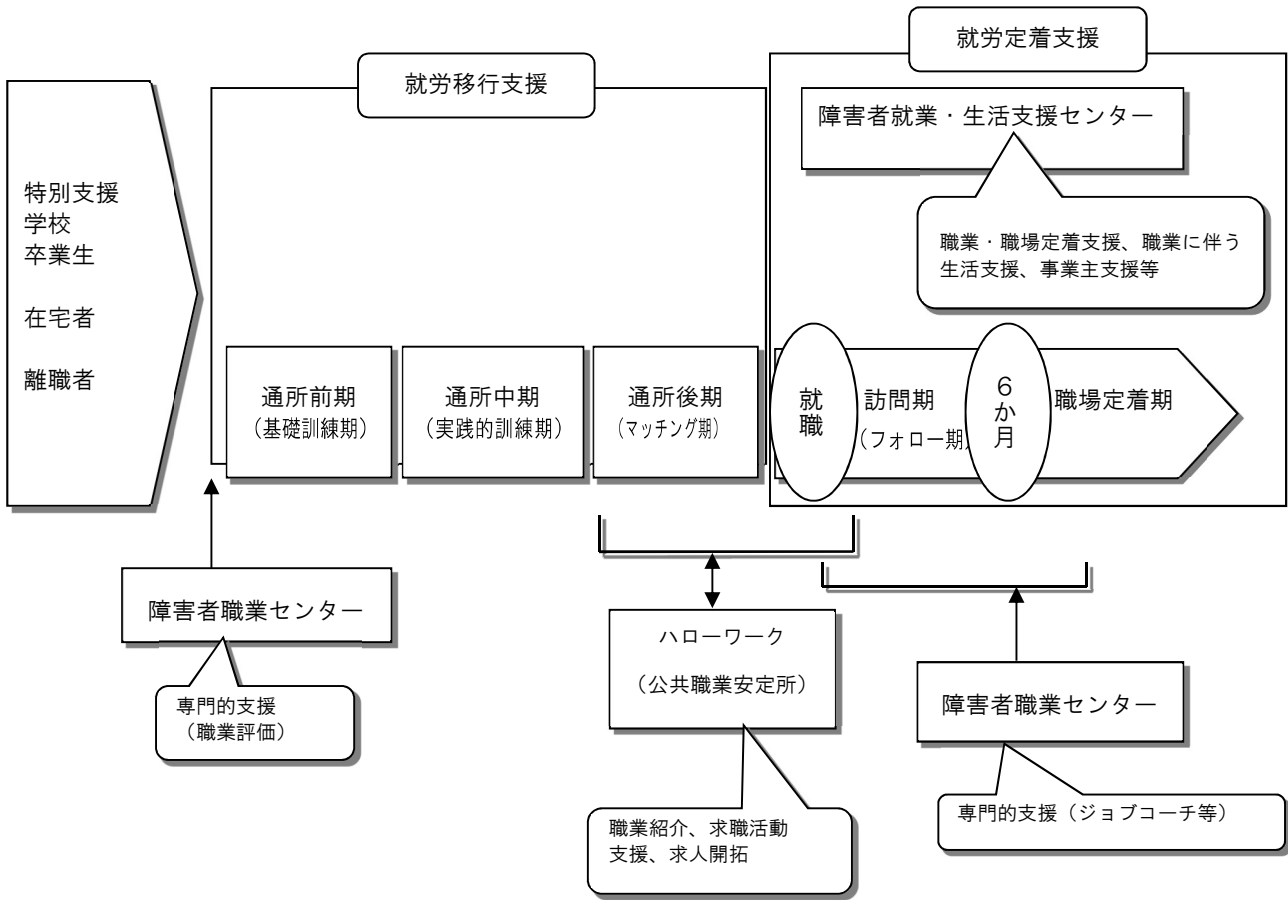 就労定着支援
就労移行支援
障害者就業・生活支援センター
職業・職場定着支援、職業に伴う
生活支援、事業主支援等
特別支援
学校
卒業生
在宅者
離職者
通所前期
（基礎訓練期）
通所中期
（実践的訓練期）
通所後期
（マッチング期）
就職
訪問期
（フォロー期）
6か月
職場定着期
障害者職業センター
専門的支援
（職業評価）
ハローワーク
（公共職業安定所）
職業紹介、求職活動
支援、求人開拓
障害者職業センター
専門的支援（ジョブコーチ等）